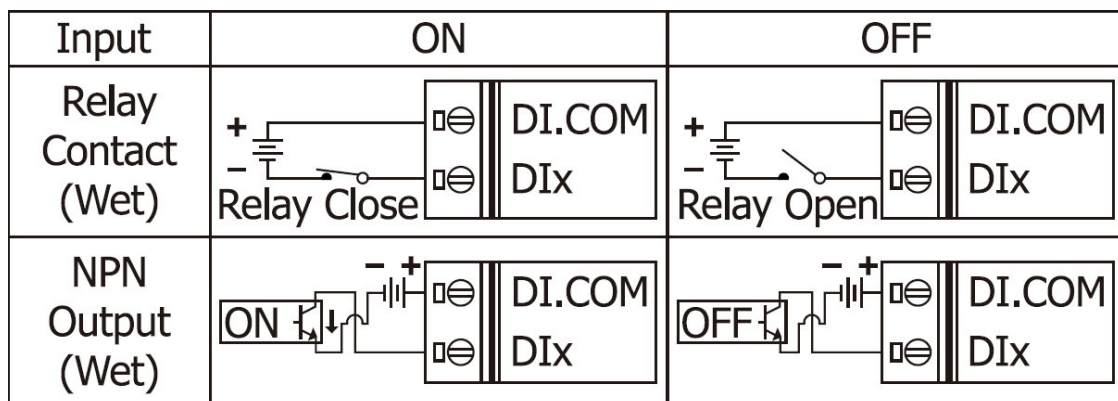 Input ON OFF
Relay Contact (Wet)
+ DI.COM
− DIx
Relay Close
+ DI.COM
− DIx
Relay Open
NPN Output (Wet)
− + DI.COM
ON DIx
− + DI.COM
OFF DIx